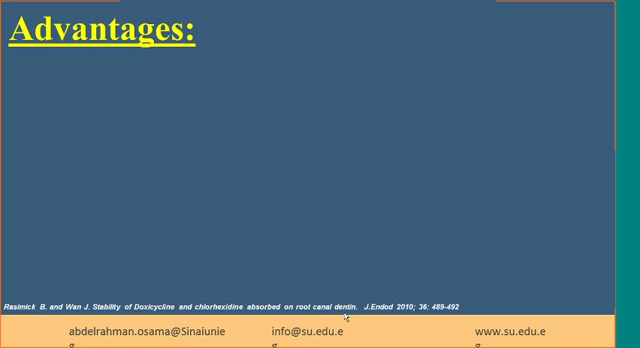 Advantages:
Rasimick B. and Wan J. Stability of Doxicycline and chlorhexidine absorbed on root canal dentin. J.Endod 2010; 36: 489-492
abdelrahman.osama@Sinaiunie info@su.edu.e www.su.edu.e
g g g